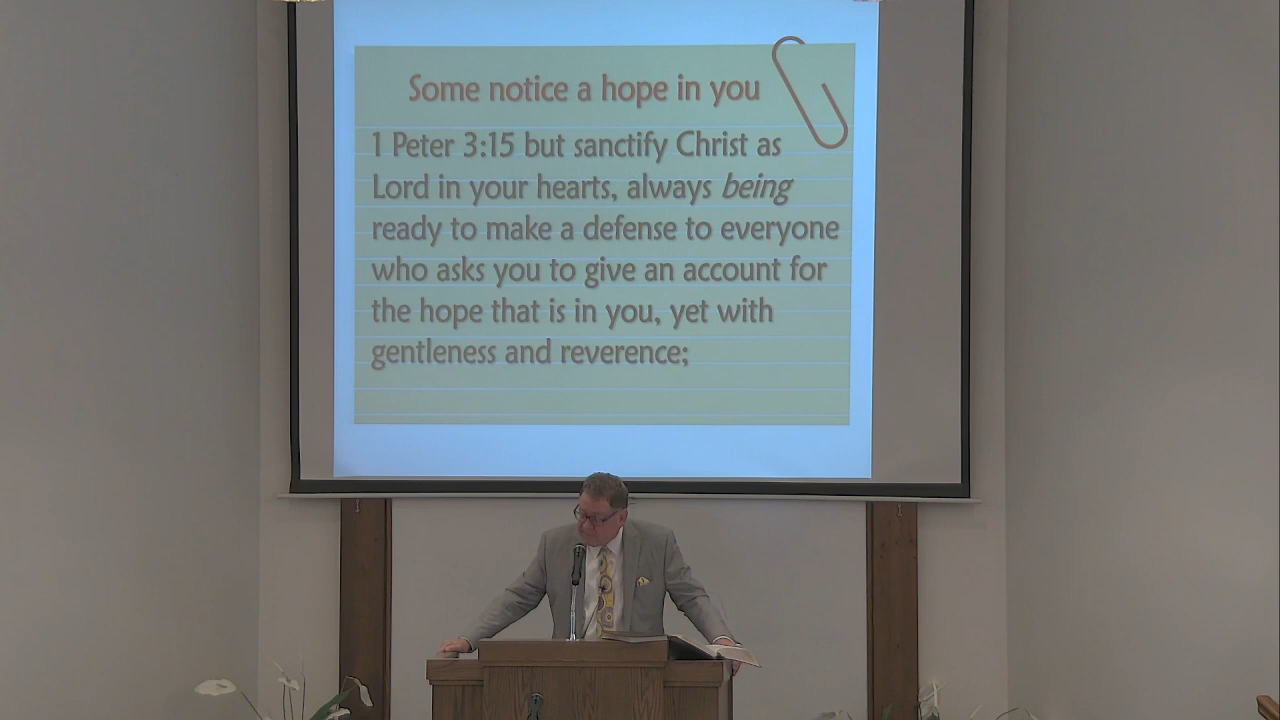 Some notice a hope in you
1 Peter 3:15 but sanctify Christ as
Lord in your hearts, always being
ready to make a defense to everyone
who asks you to give an account for
the hope that is in you, yet with
gentleness and reverence;